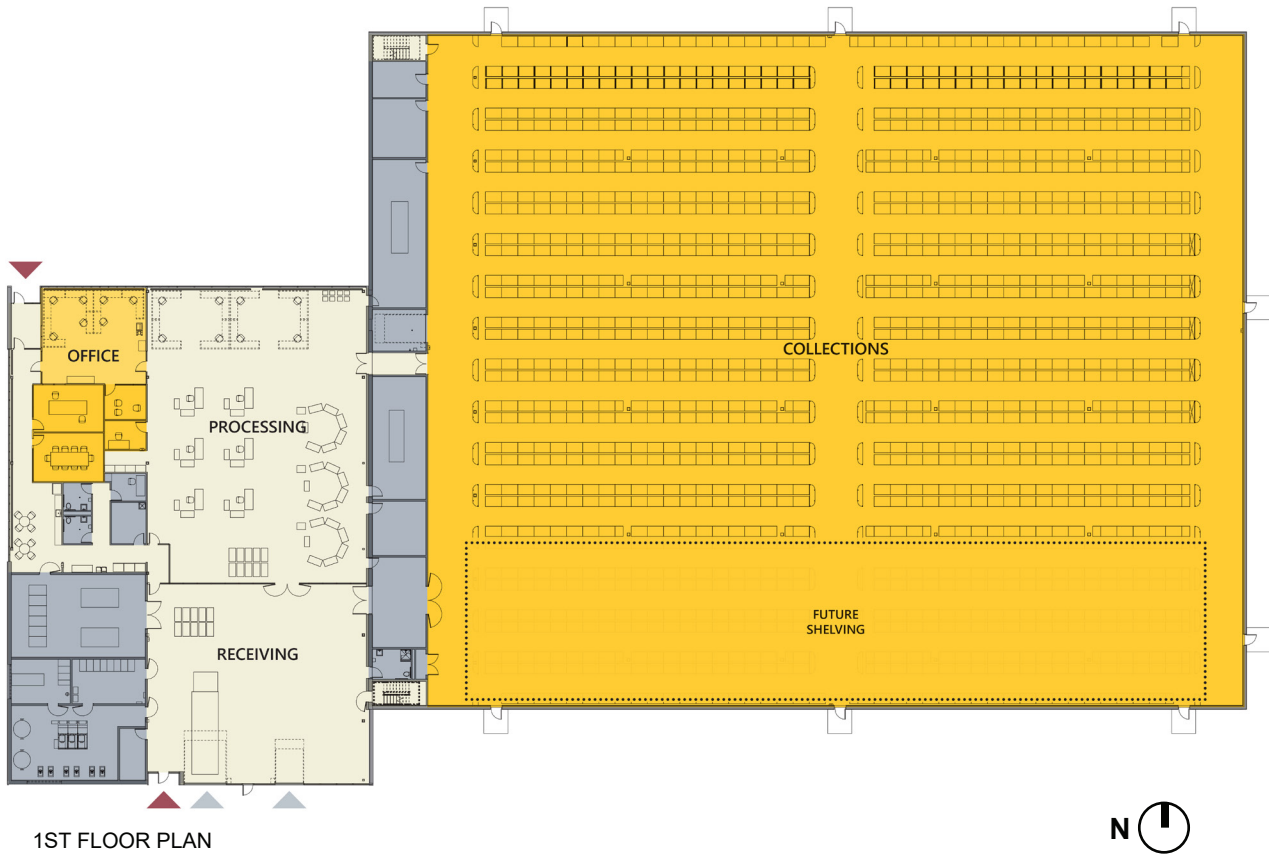 OFFICE
COLLECTIONS
PROCESSING
FUTURE
SHELVING
RECEIVING
1ST FLOOR PLAN
N